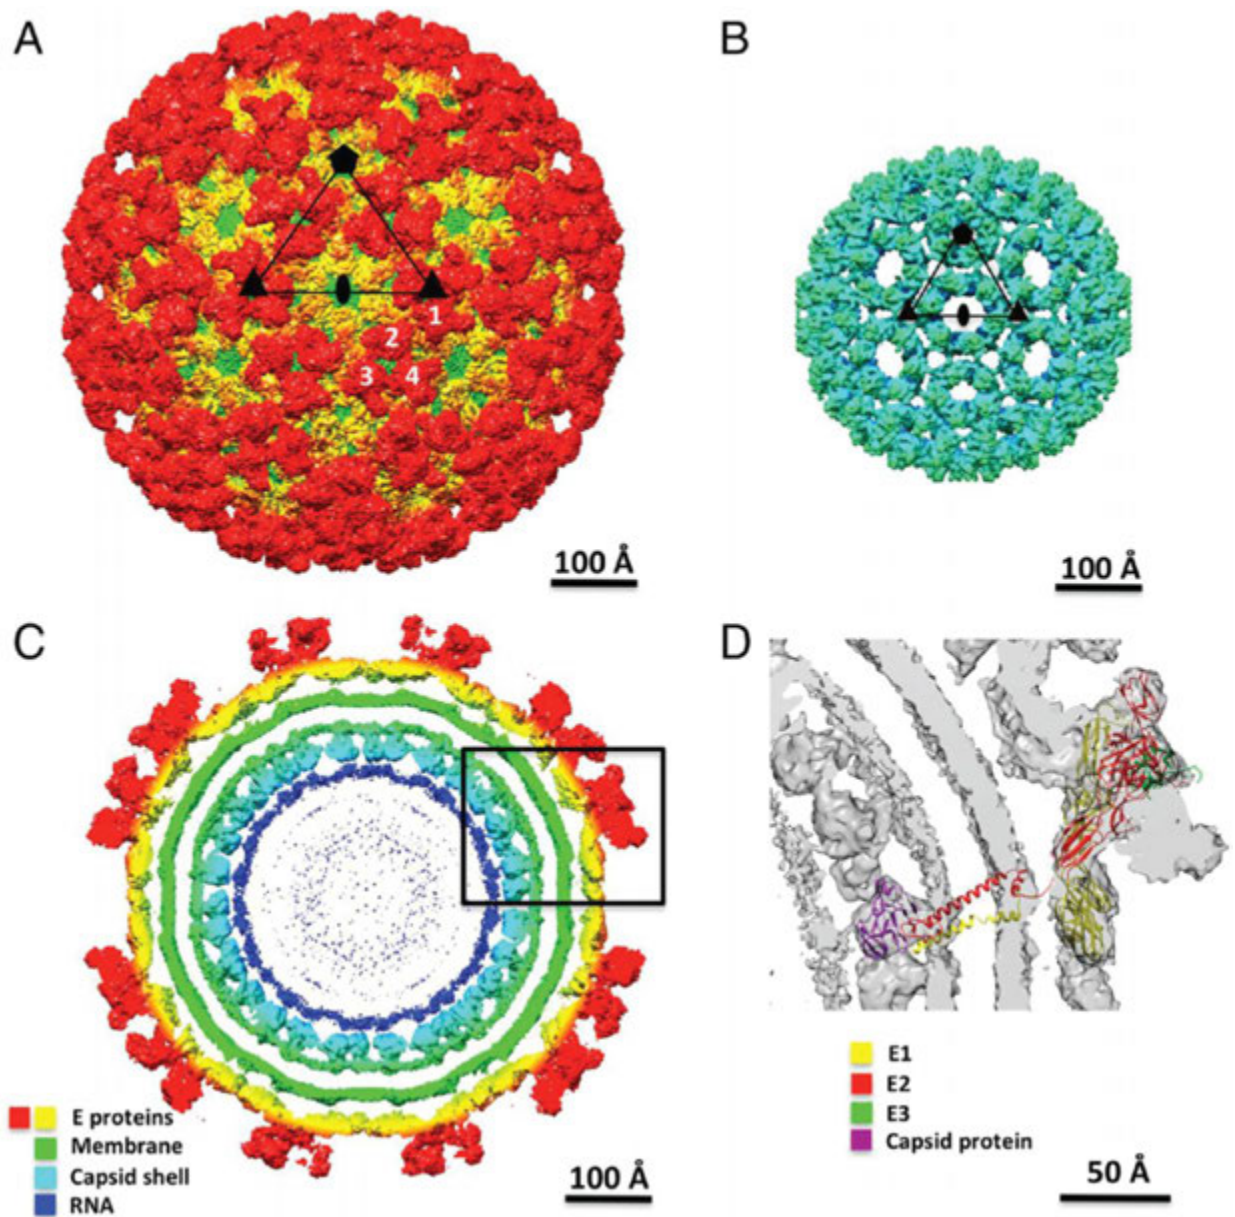 A
B
1
2
3
4
100 Å
100 Å
C
D
E proteins
Membrane
Capsid shell
RNA
100 Å
E1
E2
E3
Capsid protein
50 Å